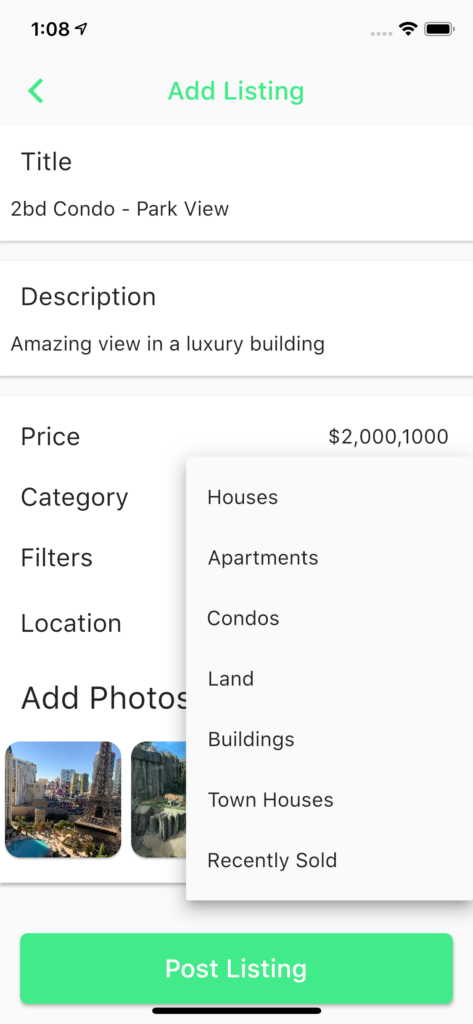 1:08
Add Listing
Title
2bd Condo - Park View
Description
Amazing view in a luxury building
Price $2,000,1000
Category
Filters
Location
Add Photos
Houses
Apartments
Condos
Land
Buildings
Town Houses
Recently Sold
Post Listing